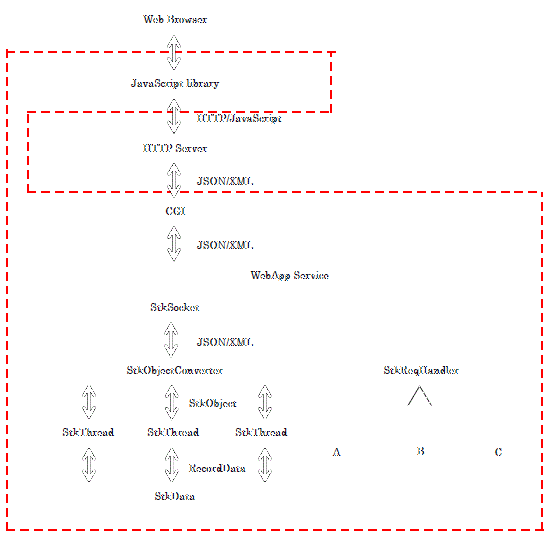 Web Browser
JavaScript library
HTTP/JavaScript
HTTP Server
JSON/XML
CGI
JSON/XML
WebApp Service
StkSocket
JSON/XML
StkObjectConverter
StkReqHandler
StkObject
StkThread StkThread StkThread
A B C
RecordData
StkData